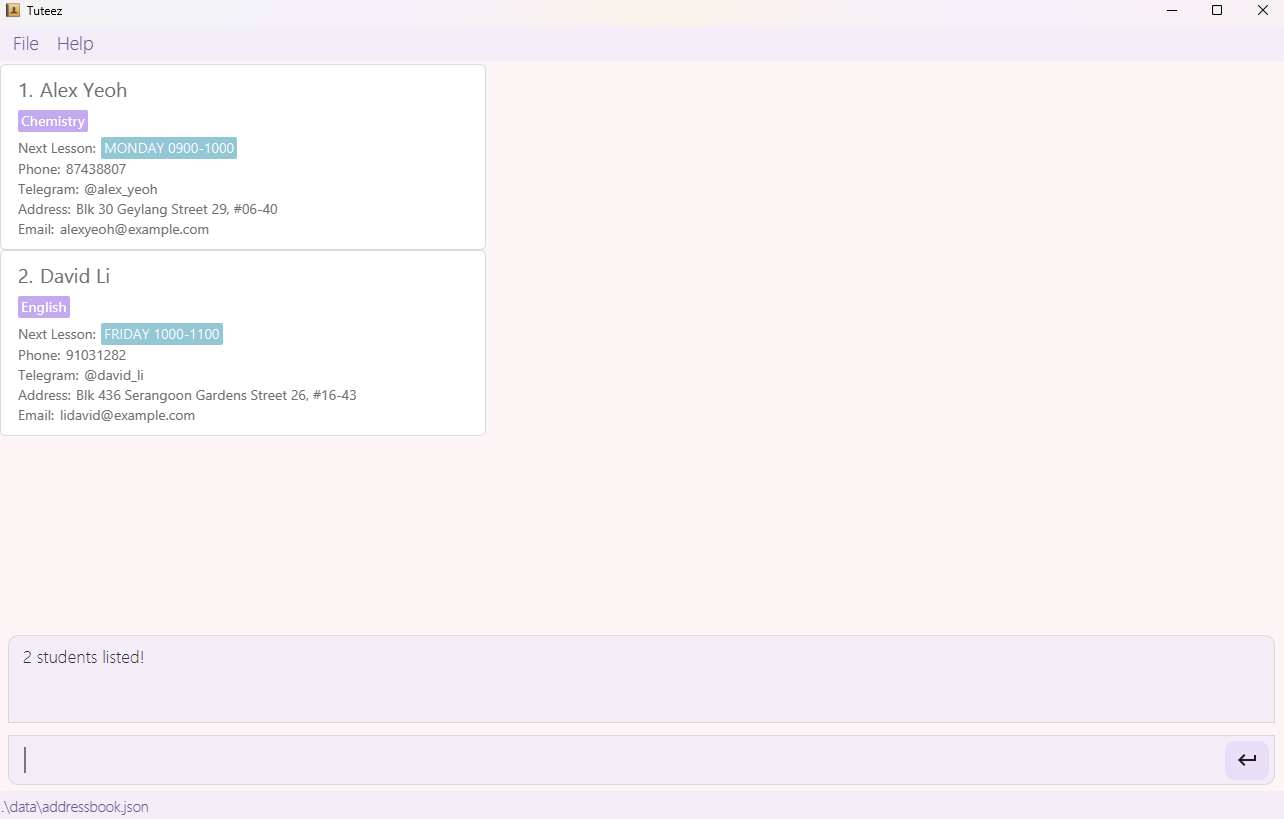 Tuteez
File Help
1. Alex Yeoh
Chemistry
Next Lesson: MONDAY 0900-1000
Phone: 87438807
Telegram: @alex_yeoh
Address: Blk 30 Geylang Street 29, #06-40
Email: alexyeoh@example.com
2. David Li
English
Next Lesson: FRIDAY 1000-1100
Phone: 91031282
Telegram: @david_li
Address: Blk 436 Serangoon Gardens Street 26, #16-43
Email: lidavid@example.com
2 students listed!
.\data\addressbook.json